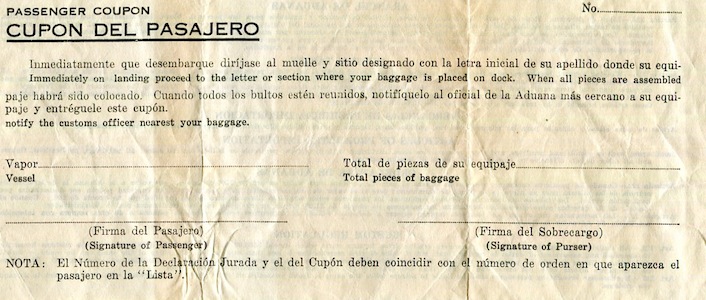 PASSENGER COUPON
No.
CUPON DEL PASAJERO
Inmediatamente que desembarque diríjase al muelle y sitio designado con la letra inicial de su apellido donde su equi-
Immediately on landing proceed to the letter or section where your baggage is placed on dock. When all pieces are assembled
paje habrá sido colocado. Cuando todos los bultos estén reunidos, notifíquelo al oficial de la Aduana más cercano a su equi-
paje y entréguele este cupón.
notify the customs officer nearest your baggage.
Vapor Total de piezas de su equipaje
Vessel Total pieces of baggage
(Firma del Pasajero) (Firma del Sobrecargo)
(Signature of Passenger) (Signature of Purser)
NOTA: El Número de la Declaración Jurada y el del Cupón deben coincidir con el número de orden en que aparezca el
pasajero en la "Lista".